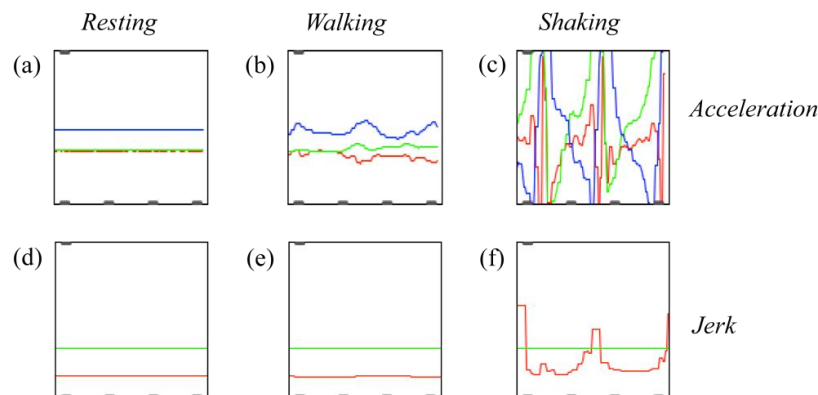 Resting Walking Shaking
(a) (b) (c) Acceleration
(d) (e) (f) Jerk